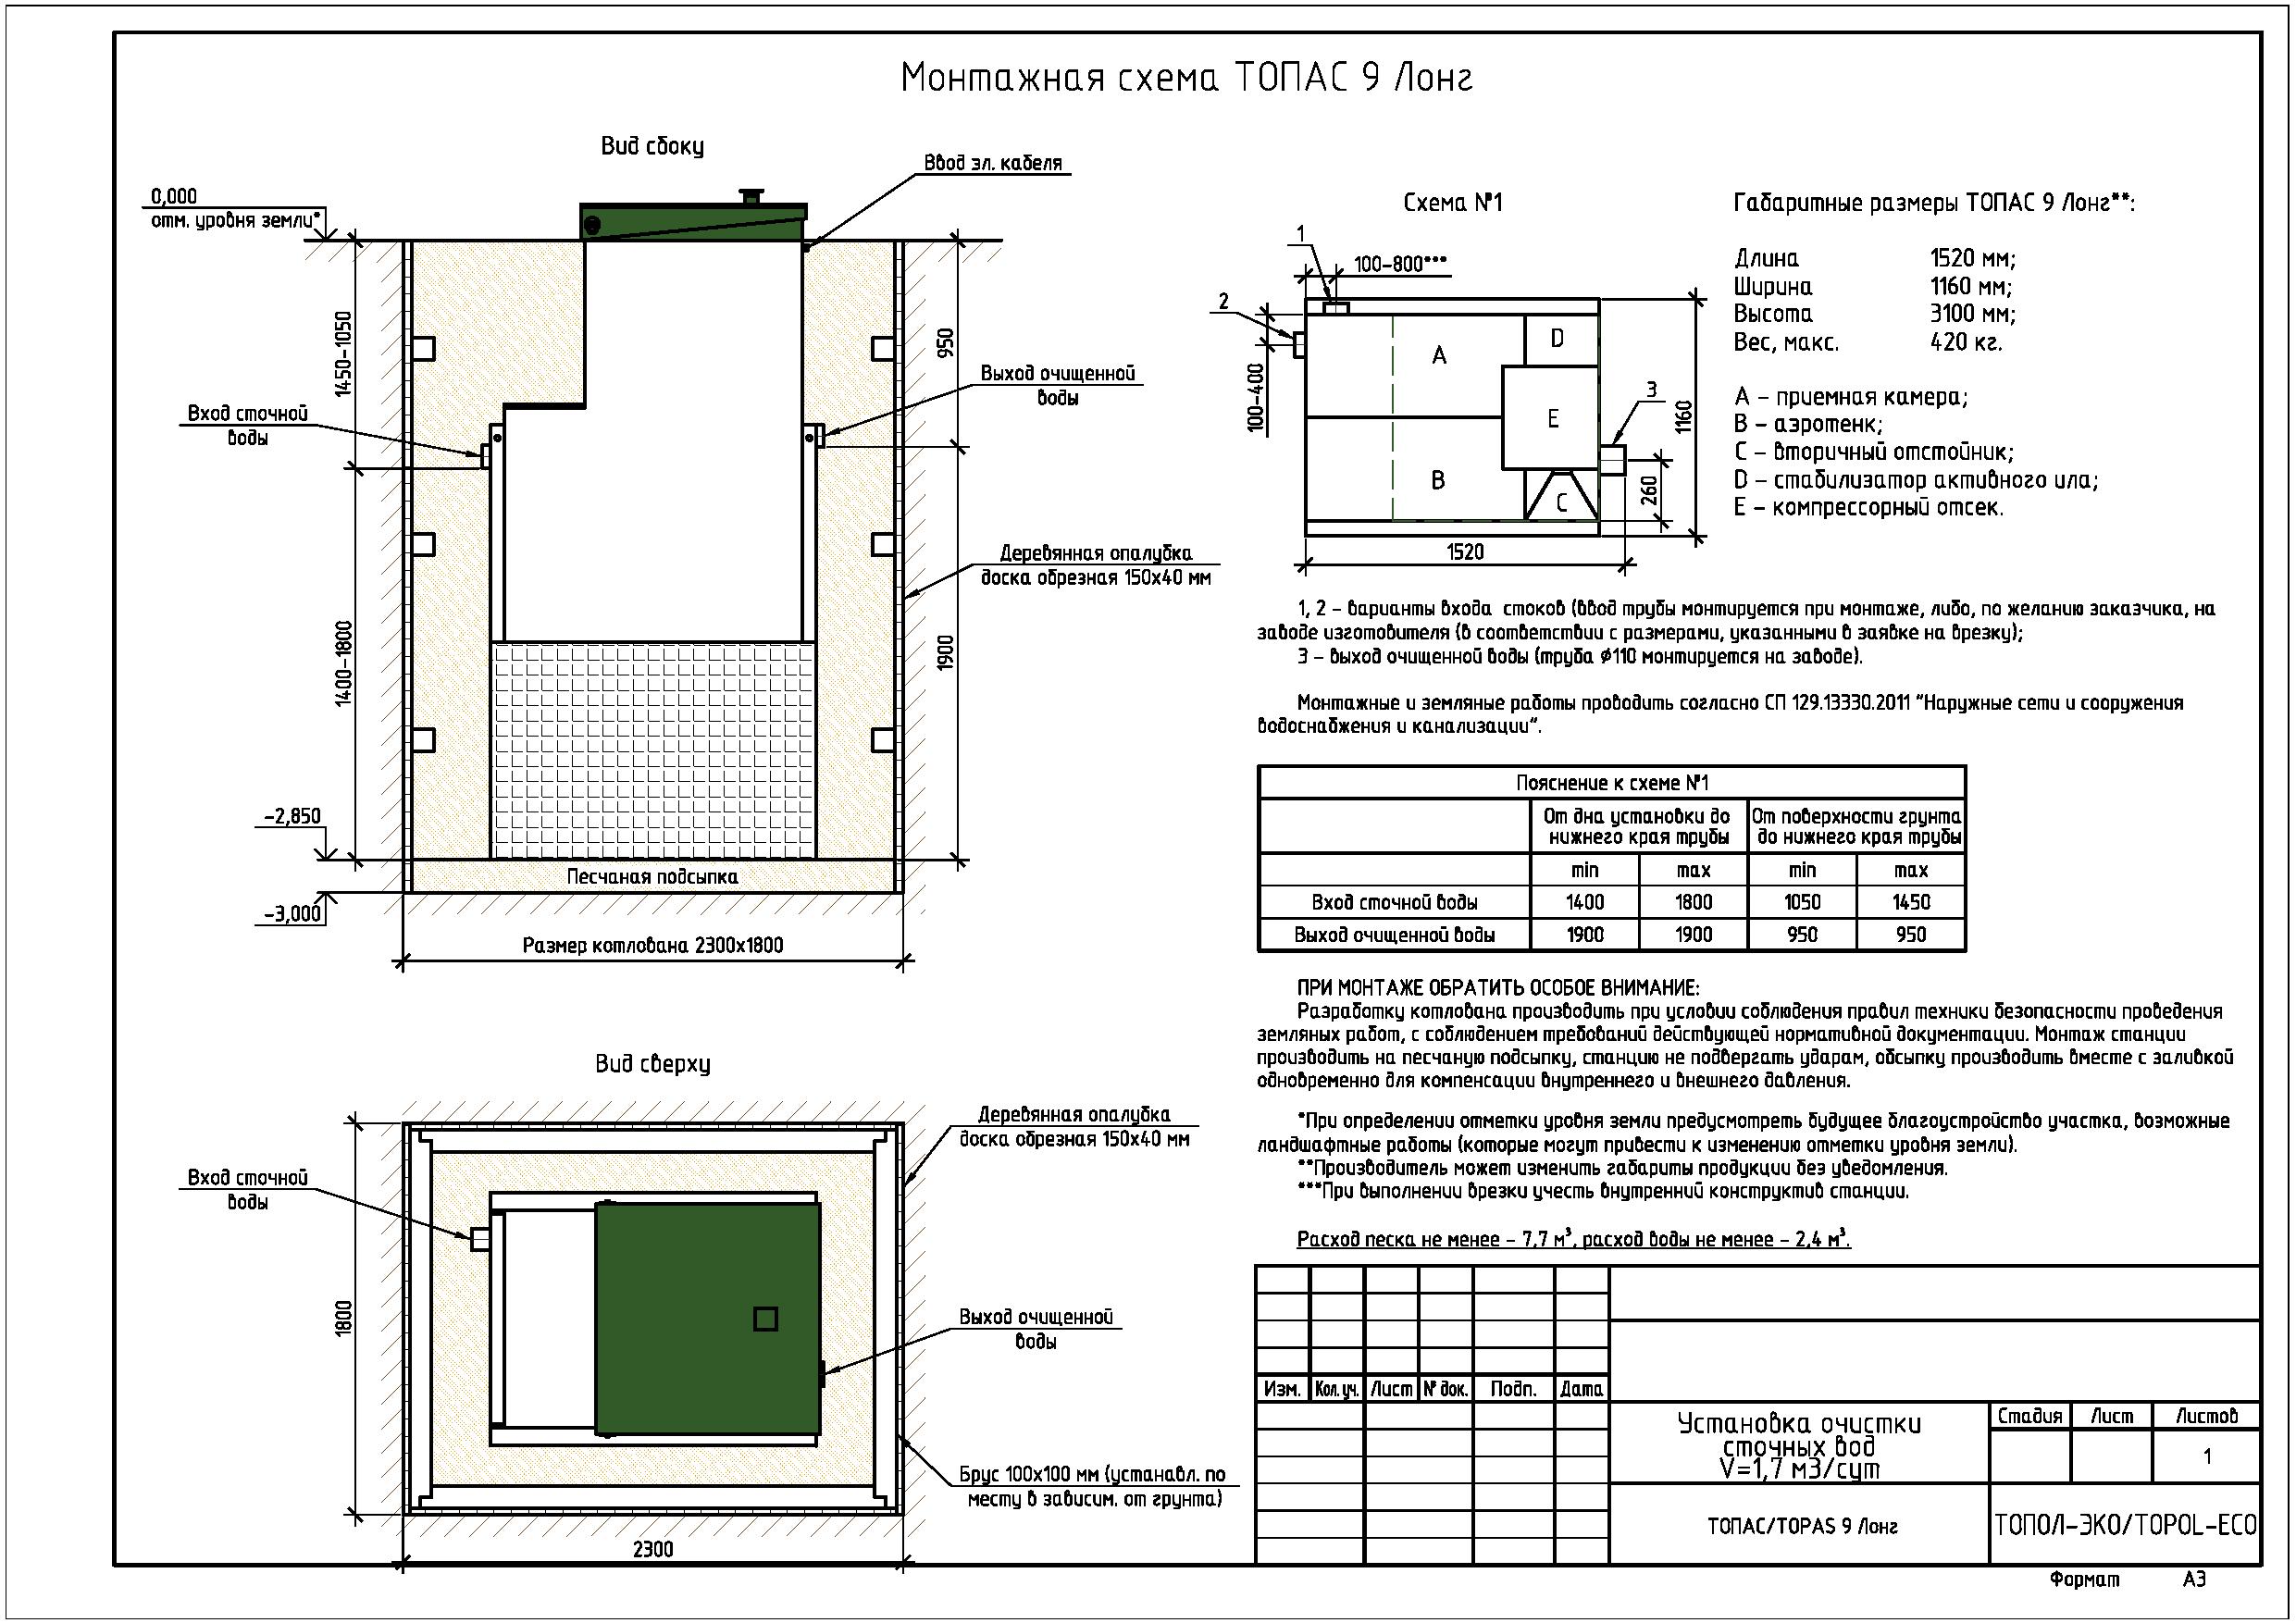 Монтажная схема ТОПАС 9 Лонг
Вид сбоку
Ввод эл. кабеля
0,000
отм. уровня земли*
1450-1050
950
Выход очищенной
воды
Вход сточной
воды
Деревянная опалубка
доска обрезная 150х40 мм
1400-1800
1900
-2,850
Песчаная подсыпка
-3,000
Размер котлована 2300х1800
Вид сверху
Деревянная опалубка
доска обрезная 150х40 мм
Вход сточной
воды
1800
Выход очищенной
воды
Брус 100х100 мм (устанавл. по
месту в зависим. от грунта)
2300
Схема №1
1
100-800***
2
100-400
A
D
E
3
1160
B
C
260
1520
Габаритные размеры ТОПАС 9 Лонг**:
Длина 1520 мм;
Ширина 1160 мм;
Высота 3100 мм;
Вес, макс. 420 кг.
A – приемная камера;
B – аэротенк;
C – вторичный отстойник;
D – стабилизатор активного ила;
E – компрессорный отсек.
1, 2 – варианты входа стоков (ввод трубы монтируется при монтаже, либо, по желанию заказчика, на
заводе изготовителя (в соответствии с размерами, указанными в заявке на врезку);
3 – выход очищенной воды (труба ø110 монтируется на заводе).
Монтажные и земляные работы проводить согласно СП 129.13330.2011 "Наружные сети и сооружения
водоснабжения и канализации".
Пояснение к схеме №1
От дна установки до
нижнего края трубы
От поверхности грунта
до нижнего края трубы
min max min max
Вход сточной воды 1400 1800 1050 1450
Выход очищенной воды 1900 1900 950 950
ПРИ МОНТАЖЕ ОБРАТИТЬ ОСОБОЕ ВНИМАНИЕ:
Разработку котлована производить при условии соблюдения правил техники безопасности проведения
земляных работ, с соблюдением требований действующей нормативной документации. Монтаж станции
производить на песчаную подсыпку, станцию не подвергать ударам, обсыпку производить вместе с заливкой
одновременно для компенсации внутреннего и внешнего давления.
*При определении отметки уровня земли предусмотреть будущее благоустройство участка, возможные
ландшафтные работы (которые могут привести к изменению отметки уровня земли).
**Производитель может изменить габариты продукции без уведомления.
***При выполнении врезки учесть внутренний конструктив станции.
Расход песка не менее – 7,7 м³, расход воды не менее – 2,4 м³.
Изм. Кол. уч. Лист № док. Подп. Дата
Установка очистки
сточных вод
V=1,7 м3/сут
Стадия Лист Листов
1
ТОПАС/TOPAS 9 Лонг
ТОПОЛ-ЭКО/TOPOL-ECO
Формат А3